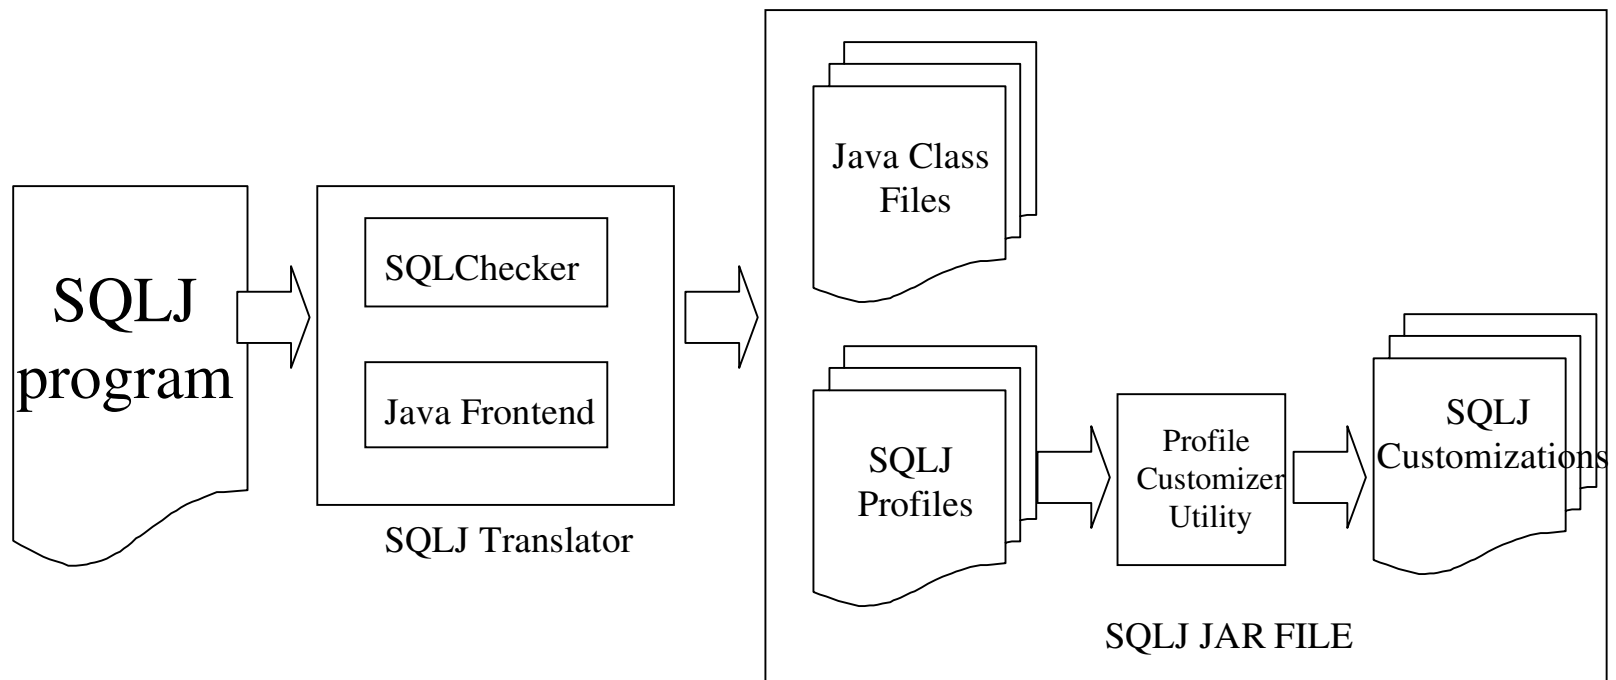 SQLJ
program
SQLChecker
Java Frontend
SQLJ Translator
Java Class
Files
SQLJ
Profiles
Profile
Customizer
Utility
SQLJ
Customizations
SQLJ JAR FILE